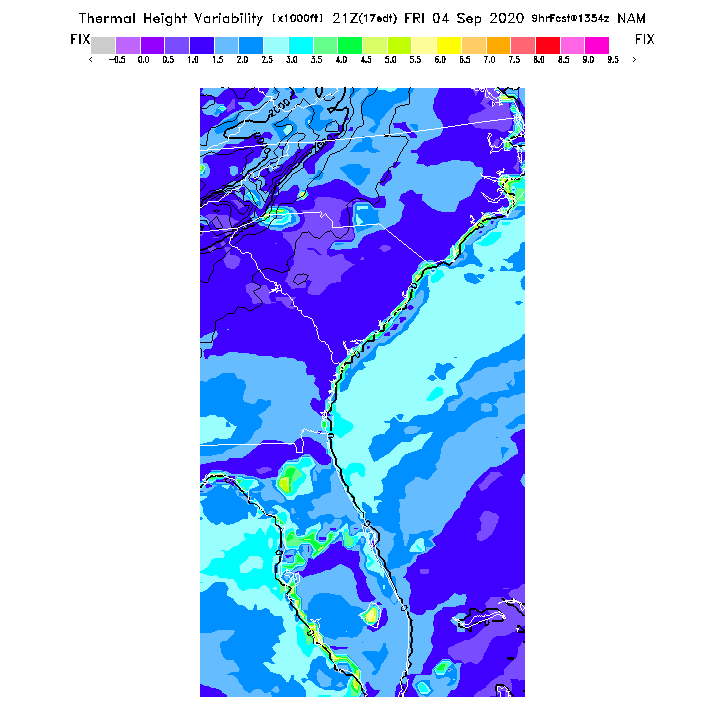 Thermal Height Variability [x1000ft] 21Z(17edt) FRI 04 Sep 2020 9hrFcst@1354z NAM
FIX FIX
< -0.5 0.0 0.5 1.0 1.5 2.0 2.5 3.0 3.5 4.0 4.5 5.0 5.5 6.0 6.5 7.0 7.5 8.0 8.5 9.0 9.5 >
2000